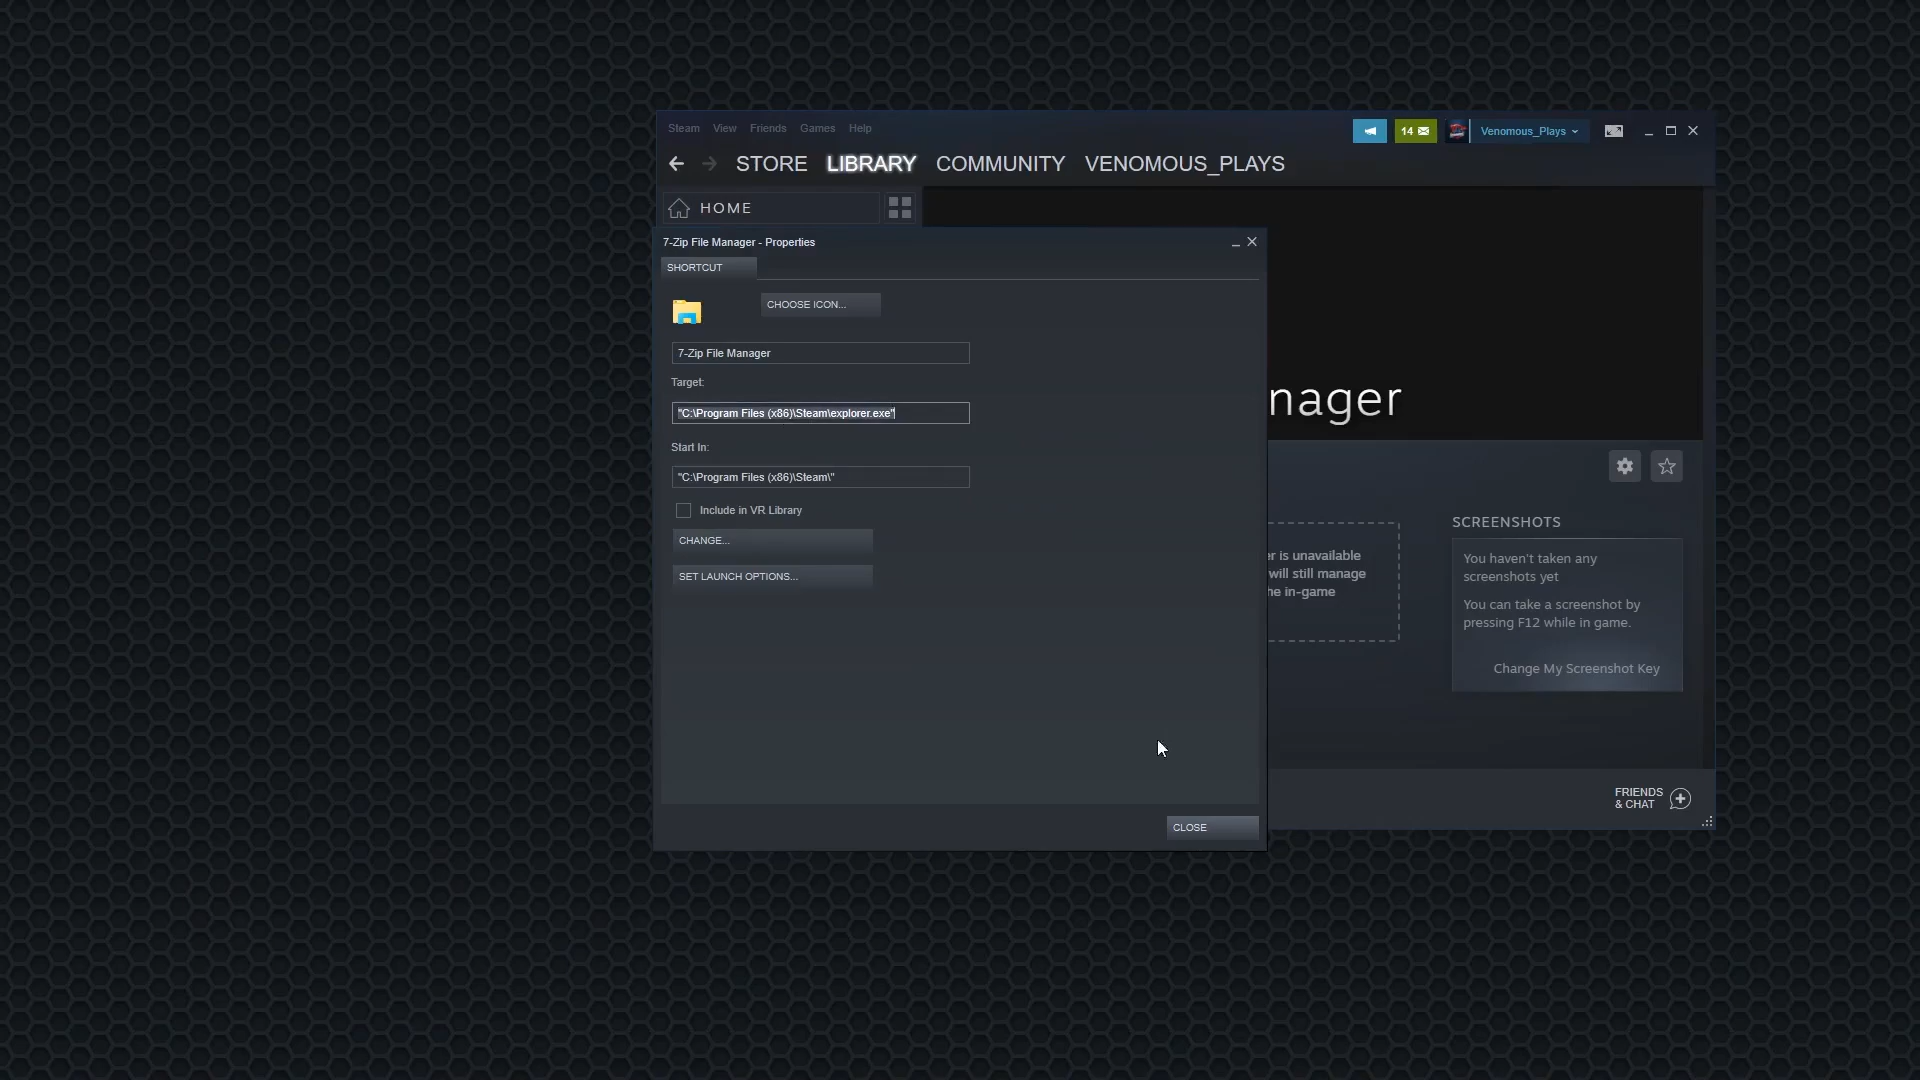 Steam View Friends Games Help
14
Venomous_Plays
STORE LIBRARY COMMUNITY VENOMOUS_PLAYS
HOME
7-Zip File Manager - Properties
SHORTCUT
CHOOSE ICON...
7-Zip File Manager
Target:
"C:\Program Files (x86)\Steam\explorer.exe"
Start In:
"C:\Program Files (x86)\Steam\"
Include in VR Library
CHANGE...
SET LAUNCH OPTIONS...
CLOSE
nager
er is unavailable
will still manage
he in-game
SCREENSHOTS
You haven't taken any
screenshots yet
You can take a screenshot by
pressing F12 while in game.
Change My Screenshot Key
FRIENDS
& CHAT